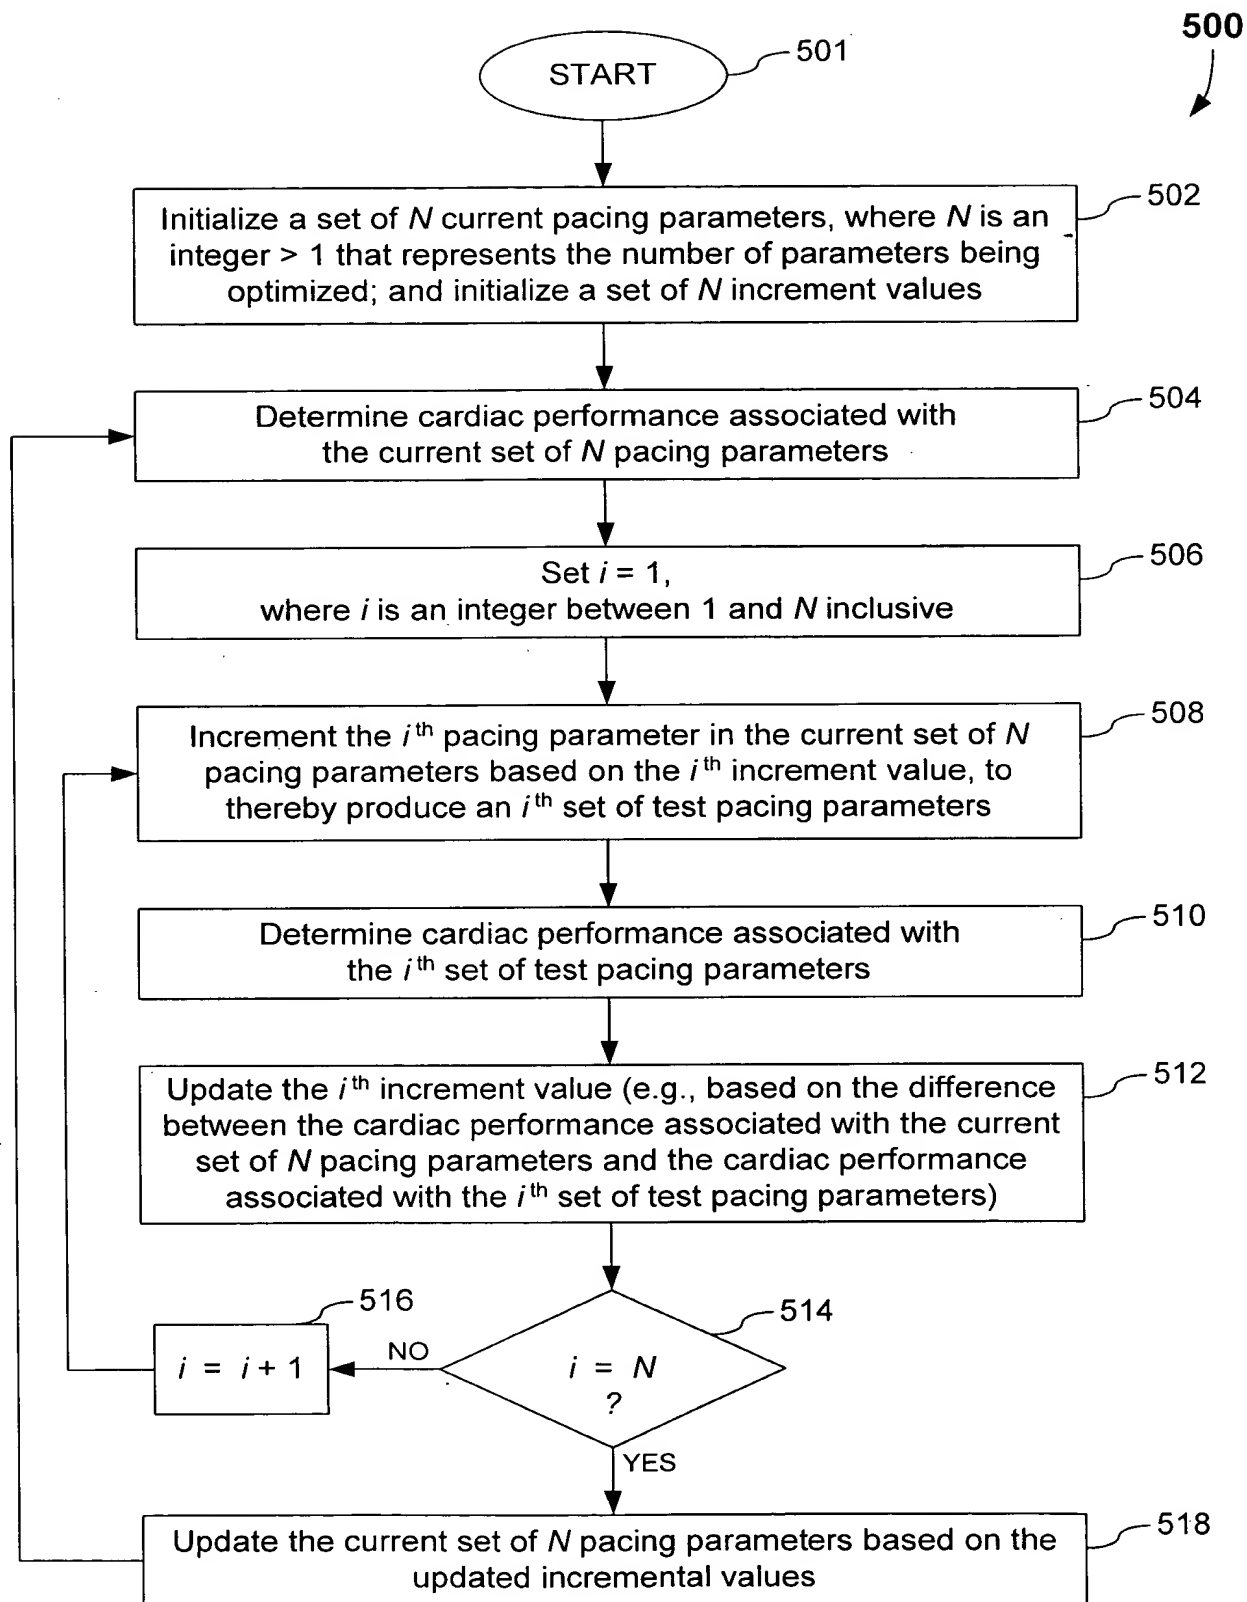 500
START
501
502
Initialize a set of N current pacing parameters, where N is an
integer > 1 that represents the number of parameters being
optimized; and initialize a set of N increment values
504
Determine cardiac performance associated with
the current set of N pacing parameters
506
Set i = 1,
where i is an integer between 1 and N inclusive
508
Increment the i th pacing parameter in the current set of N
pacing parameters based on the i th increment value, to
thereby produce an i th set of test pacing parameters
510
Determine cardiac performance associated with
the i th set of test pacing parameters
512
Update the i th increment value (e.g., based on the difference
between the cardiac performance associated with the current
set of N pacing parameters and the cardiac performance
associated with the i th set of test pacing parameters)
516
514
i = i + 1
NO
i = N
?
YES
518
Update the current set of N pacing parameters based on the
updated incremental values